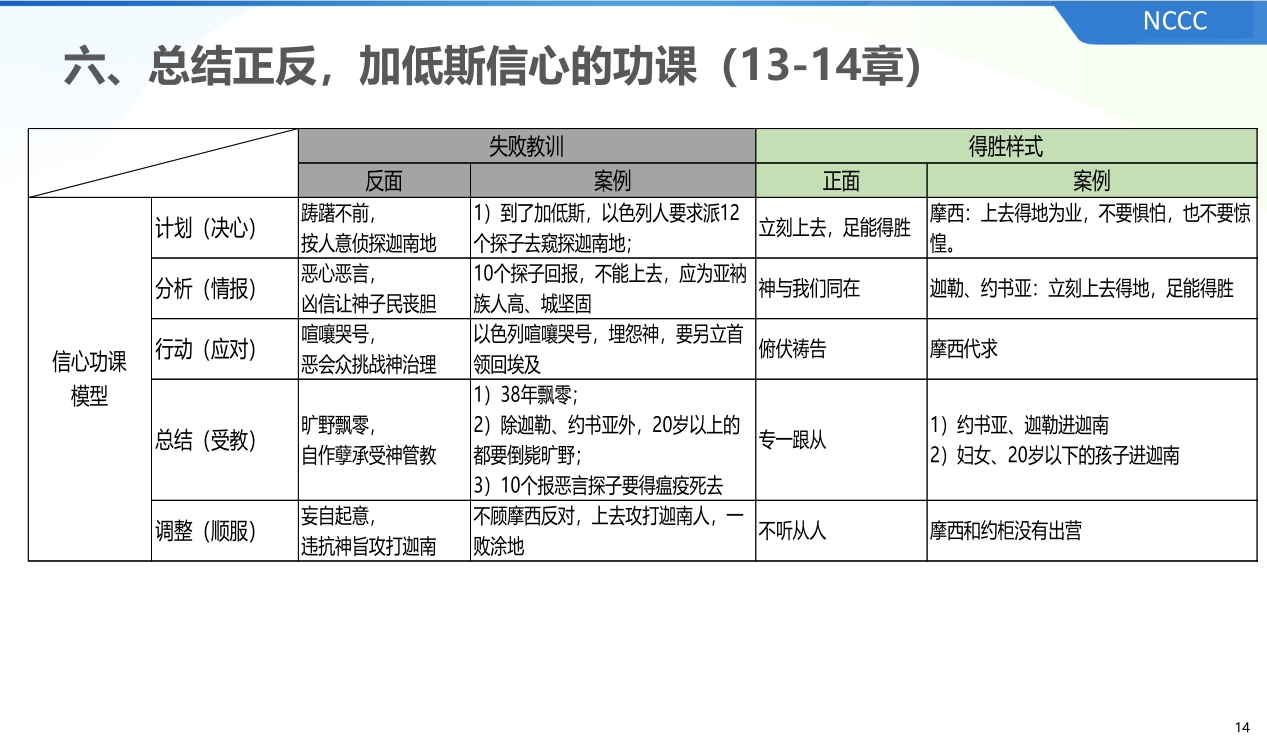 NCCC
六、总结正反，加低斯信心的功课（13-14章）
失败教训
得胜样式
反面
案例
正面
案例
信心功课
模型
计划（决心）
踌躇不前，
按人意侦探迦南地
1）到了加低斯，以色列人要求派12
个探子去窥探迦南地；
立刻上去，足能得胜
摩西：上去得地为业，不要惧怕，也不要惊
惶。
分析（情报）
恶心恶言，
凶信让神子民丧胆
10个探子回报，不能上去，应为亚衲
族人高、城坚固
神与我们同在
迦勒、约书亚：立刻上去得地，足能得胜
行动（应对）
喧嚷哭号，
恶会众挑战神治理
以色列喧嚷哭号，埋怨神，要另立首
领回埃及
俯伏祷告
摩西代求
总结（受教）
旷野飘零，
自作孽承受神管教
1）38年飘零；
2）除迦勒、约书亚外，20岁以上的
都要倒毙旷野；
3）10个报恶言探子要得瘟疫死去
专一跟从
1）约书亚、迦勒进迦南
2）妇女、20岁以下的孩子进迦南
调整（顺服）
妄自起意，
违抗神旨攻打迦南
不顾摩西反对，上去攻打迦南人，一
败涂地
不听从人
摩西和约柜没有出营
14